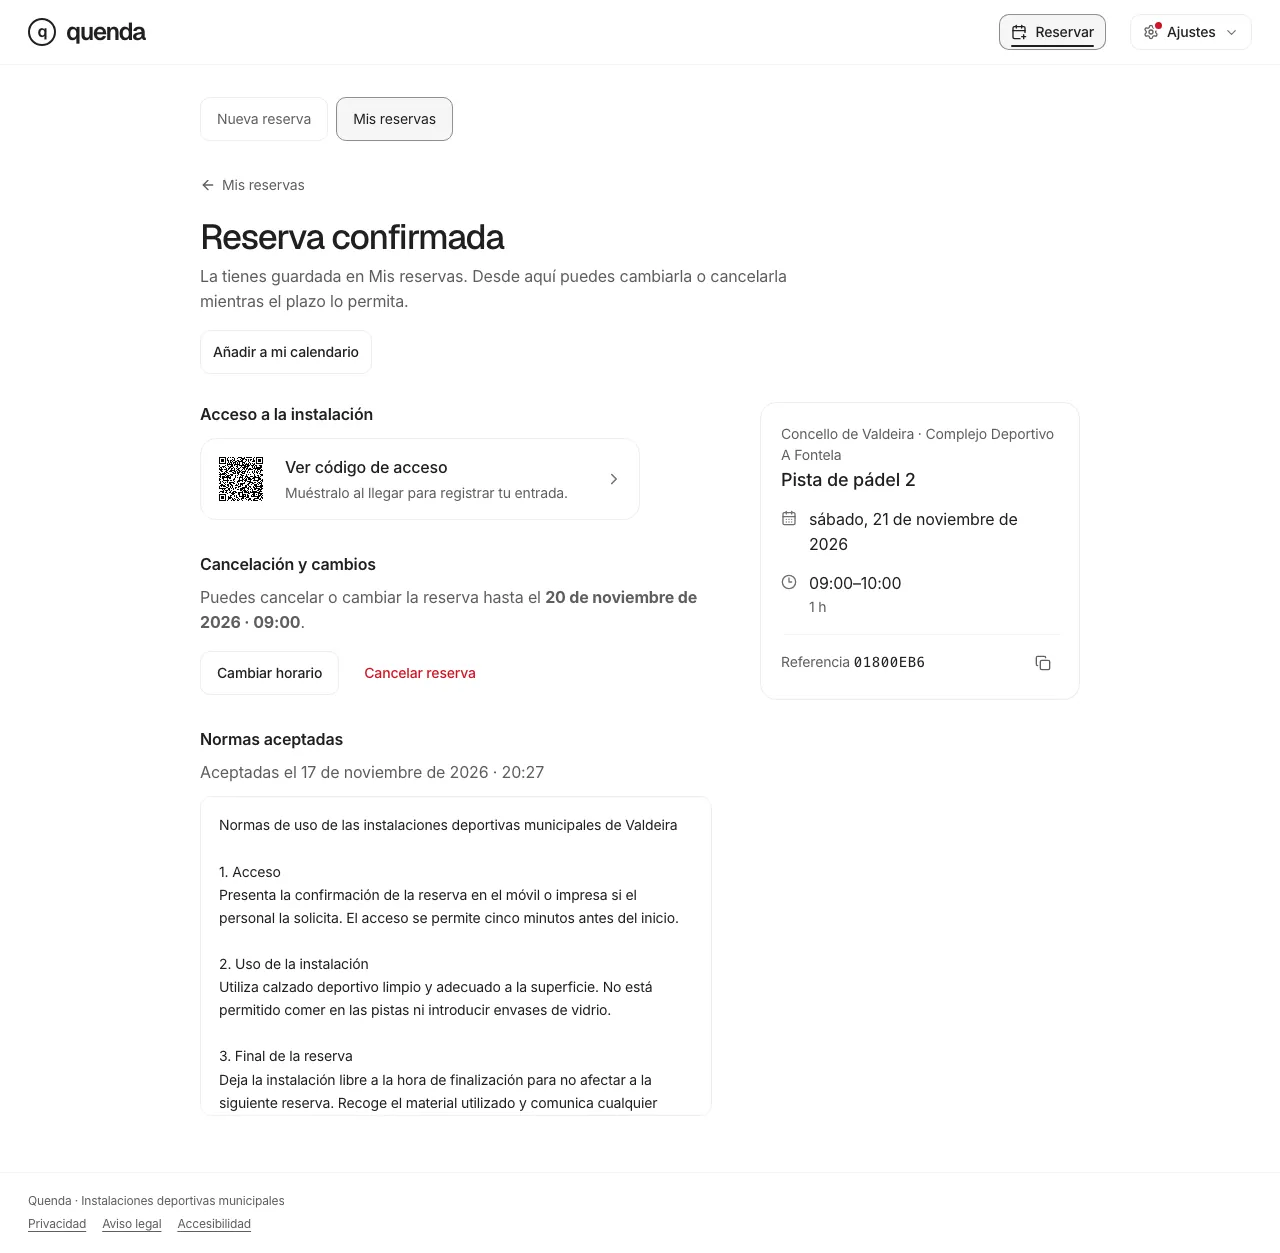 q quenda
Reservar
Ajustes
Nueva reserva
Mis reservas
Mis reservas
Reserva confirmada
La tienes guardada en Mis reservas. Desde aquí puedes cambiarla o cancelarla
mientras el plazo lo permita.
Añadir a mi calendario
Acceso a la instalación
Ver código de acceso
Muéstralo al llegar para registrar tu entrada.
Cancelación y cambios
Puedes cancelar o cambiar la reserva hasta el 20 de noviembre de
2026 · 09:00.
Cambiar horario
Cancelar reserva
Normas aceptadas
Aceptadas el 17 de noviembre de 2026 · 20:27
Normas de uso de las instalaciones deportivas municipales de Valdeira
1. Acceso
Presenta la confirmación de la reserva en el móvil o impresa si el
personal la solicita. El acceso se permite cinco minutos antes del inicio.
2. Uso de la instalación
Utiliza calzado deportivo limpio y adecuado a la superficie. No está
permitido comer en las pistas ni introducir envases de vidrio.
3. Final de la reserva
Deja la instalación libre a la hora de finalización para no afectar a la
siguiente reserva. Recoge el material utilizado y comunica cualquier
Concello de Valdeira · Complejo Deportivo
A Fontela
Pista de pádel 2
sábado, 21 de noviembre de
2026
09:00–10:00
1 h
Referencia 01800EB6
Quenda · Instalaciones deportivas municipales
Privacidad
Aviso legal
Accesibilidad